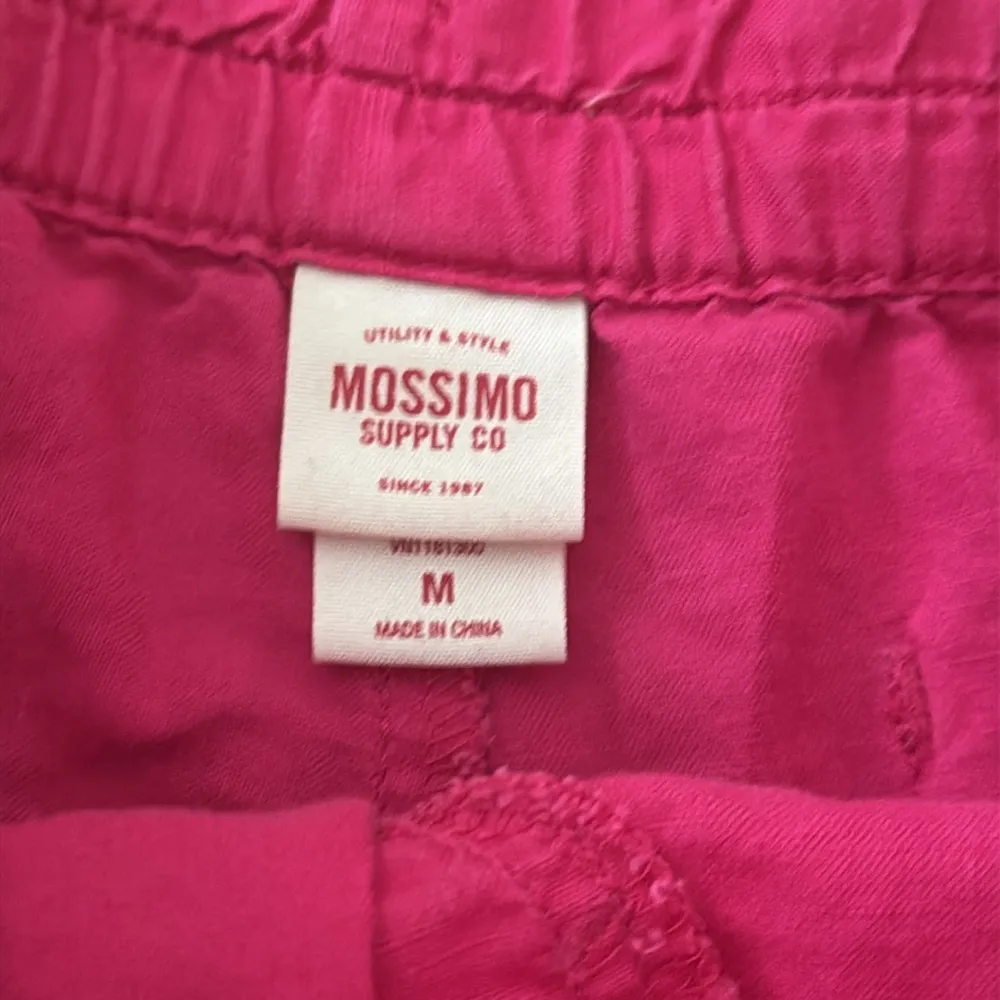 UTILITY & STYLE
MOSSIMO
SUPPLY CO
SINCE 1987
M
MADE IN CHINA